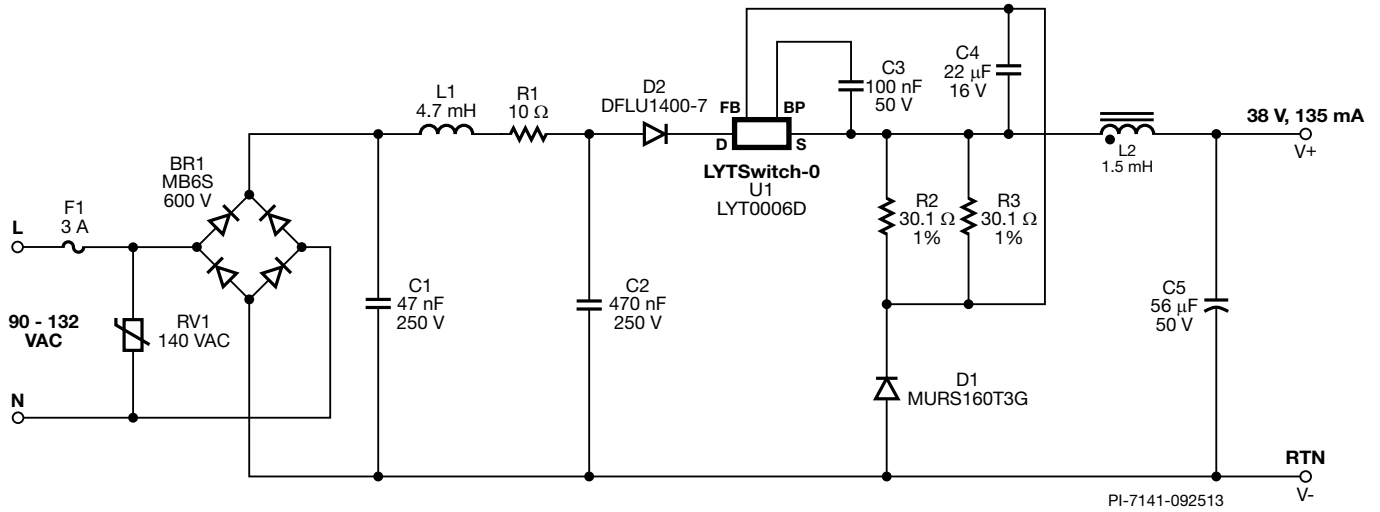 L
F1
3 A
90 - 132
VAC
N
RV1
140 VAC
BR1
MB6S
600 V
C1
47 nF
250 V
L1
4.7 mH
R1
10 Ω
C2
470 nF
250 V
D2
DFLU1400-7
FB
BP
D
S
LYTSwitch-0
U1
LYT0006D
C3
100 nF
50 V
C4
22 μF
16 V
R2
30.1 Ω
1%
R3
30.1 Ω
1%
D1
MURS160T3G
L2
1.5 mH
C5
56 μF
50 V
38 V, 135 mA
V+
RTN
V-
PI-7141-092513